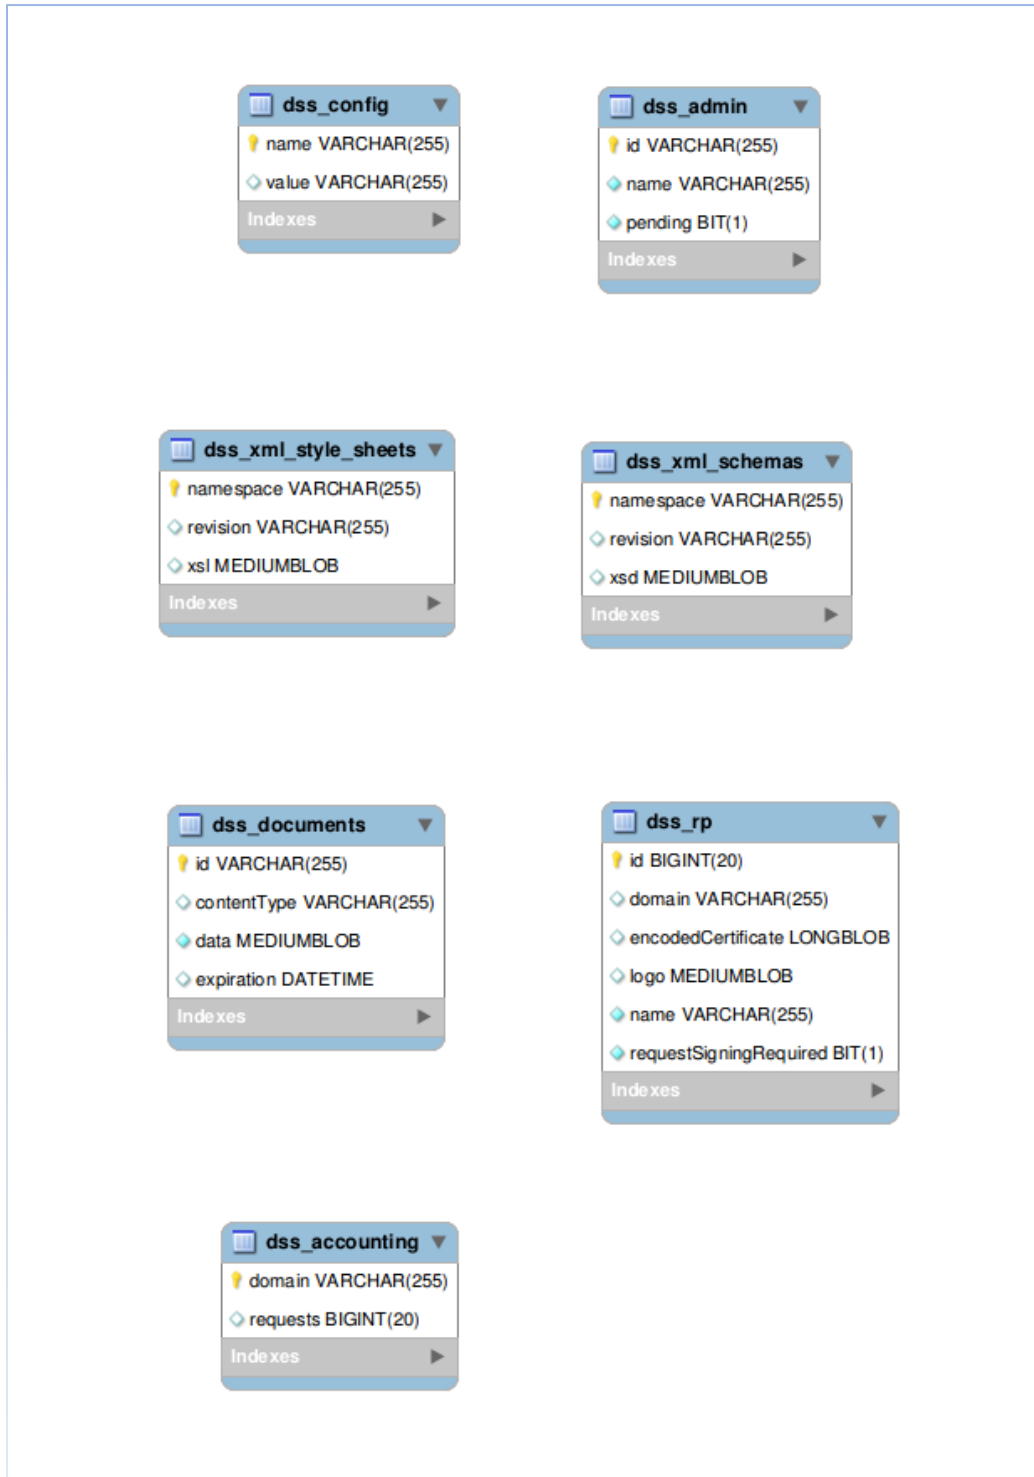 dss_config
name VARCHAR(255)
value VARCHAR(255)
Indexes
dss_admin
id VARCHAR(255)
name VARCHAR(255)
pending BIT(1)
Indexes
dss_xml_style_sheets
namespace VARCHAR(255)
revision VARCHAR(255)
xsl MEDIUMBLOB
Indexes
dss_xml_schemas
namespace VARCHAR(255)
revision VARCHAR(255)
xsd MEDIUMBLOB
Indexes
dss_documents
id VARCHAR(255)
contentType VARCHAR(255)
data MEDIUMBLOB
expiration DATETIME
Indexes
dss_rp
id BIGINT(20)
domain VARCHAR(255)
encodedCertificate LONGBLOB
logo MEDIUMBLOB
name VARCHAR(255)
requestSigningRequired BIT(1)
Indexes
dss_accounting
domain VARCHAR(255)
requests BIGINT(20)
Indexes